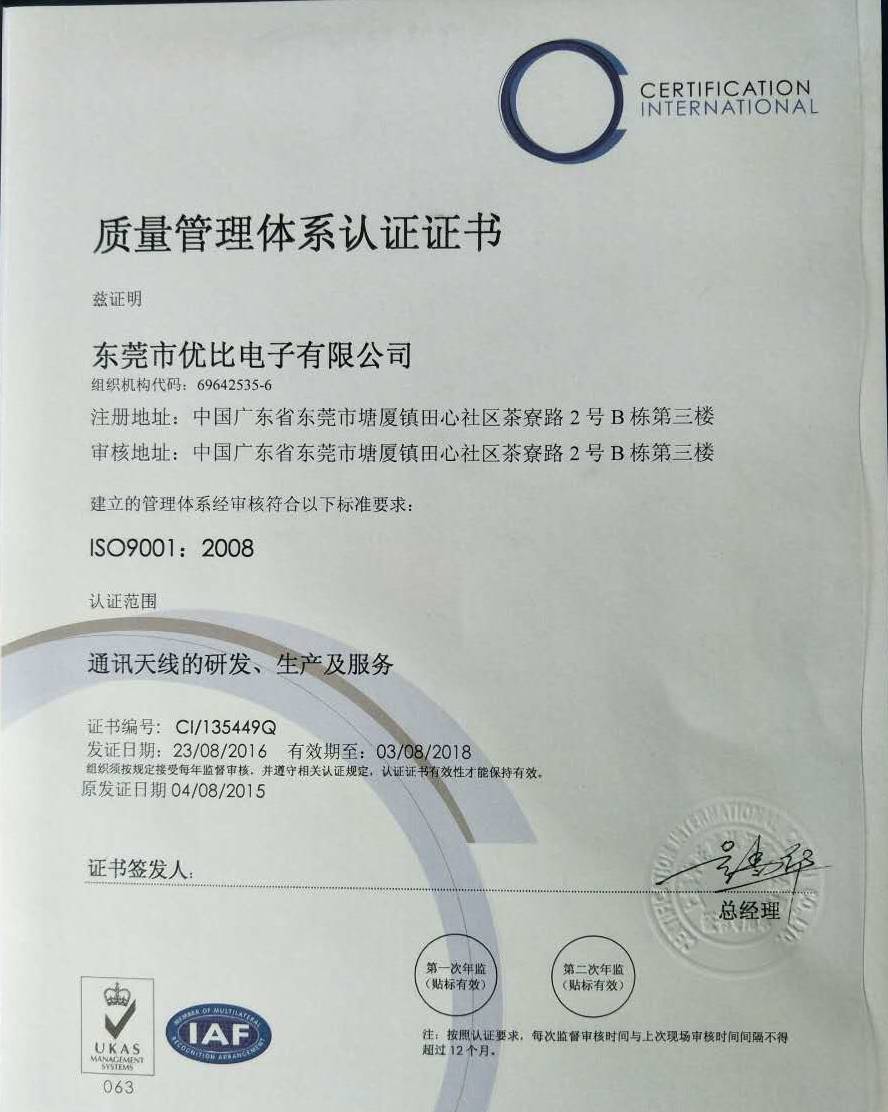 CERTIFICATION
INTERNATIONAL
质量管理体系认证证书
兹证明
东莞市优比电子有限公司
组织机构代码：69642535-6
注册地址：中国广东省东莞市塘厦镇田心社区茶寮路 2 号 B 栋第三楼
审核地址：中国广东省东莞市塘厦镇田心社区茶寮路 2 号 B 栋第三楼
建立的管理体系经审核符合以下标准要求：
ISO9001：2008
认证范围
通讯天线的研发、生产及服务
证书编号： CI/135449Q
发证日期：23/08/2016 有效期至：03/08/2018
组织须按规定接受每年监督审核，并遵守相关认证规定，认证证书有效性才能保持有效。
原发证日期 04/08/2015
证书签发人：
总经理
第一次年监
（贴标有效）
第二次年监
（贴标有效）
注：按照认证要求，每次监督审核时间与上次现场审核时间间隔不得
超过 12 个月。
UKAS
MANAGEMENT
SYSTEMS
063
MEMBER OF MULTILATERAL
IAF
RECOGNITION ARRANGEMENT